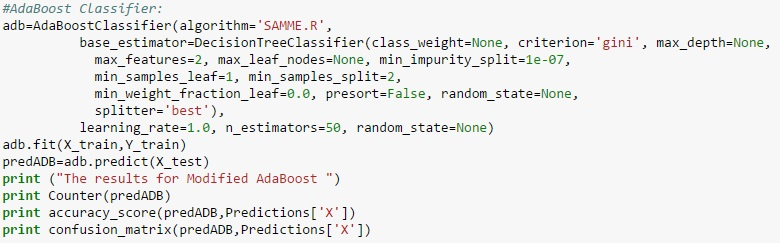 #AdaBoost Classifier:
adb=AdaBoostClassifier(algorithm='SAMME.R',
base_estimator=DecisionTreeClassifier(class_weight=None, criterion='gini', max_depth=None,
max_features=2, max_leaf_nodes=None, min_impurity_split=1e-07,
min_samples_leaf=1, min_samples_split=2,
min_weight_fraction_leaf=0.0, presort=False, random_state=None,
splitter='best'),
learning_rate=1.0, n_estimators=50, random_state=None)
adb.fit(X_train,Y_train)
predADB=adb.predict(X_test)
print ("The results for Modified AdaBoost ")
print Counter(predADB)
print accuracy_score(predADB,Predictions['X'])
print confusion_matrix(predADB,Predictions['X'])